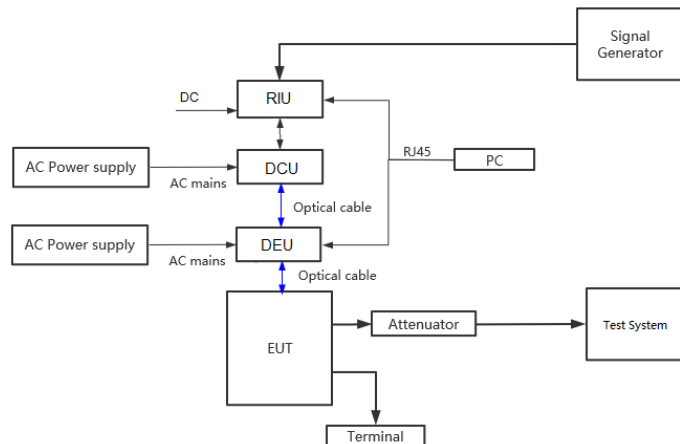 Signal
Generator
DC
RIU
RJ45
PC
AC Power supply
AC mains
DCU
Optical cable
AC Power supply
AC mains
DEU
Optical cable
EUT
Attenuator
Test System
Terminal